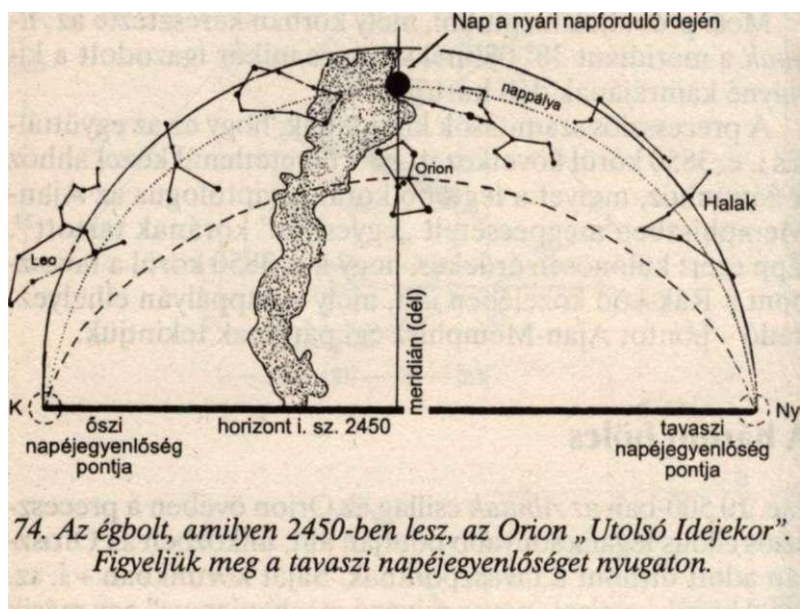 Nap a nyári napforduló idején
nappálya
Orion
Halak
Leo
meridián (dél)
K
Ny
őszi
napéjegyenlőség
pontja
horizont i. sz. 2450
tavaszi
napéjegyenlőség
pontja
74. Az égbolt, amilyen 2450-ben lesz, az Orion „Utolsó Idejekor”.
Figyeljük meg a tavaszi napéjegyenlőséget nyugaton.